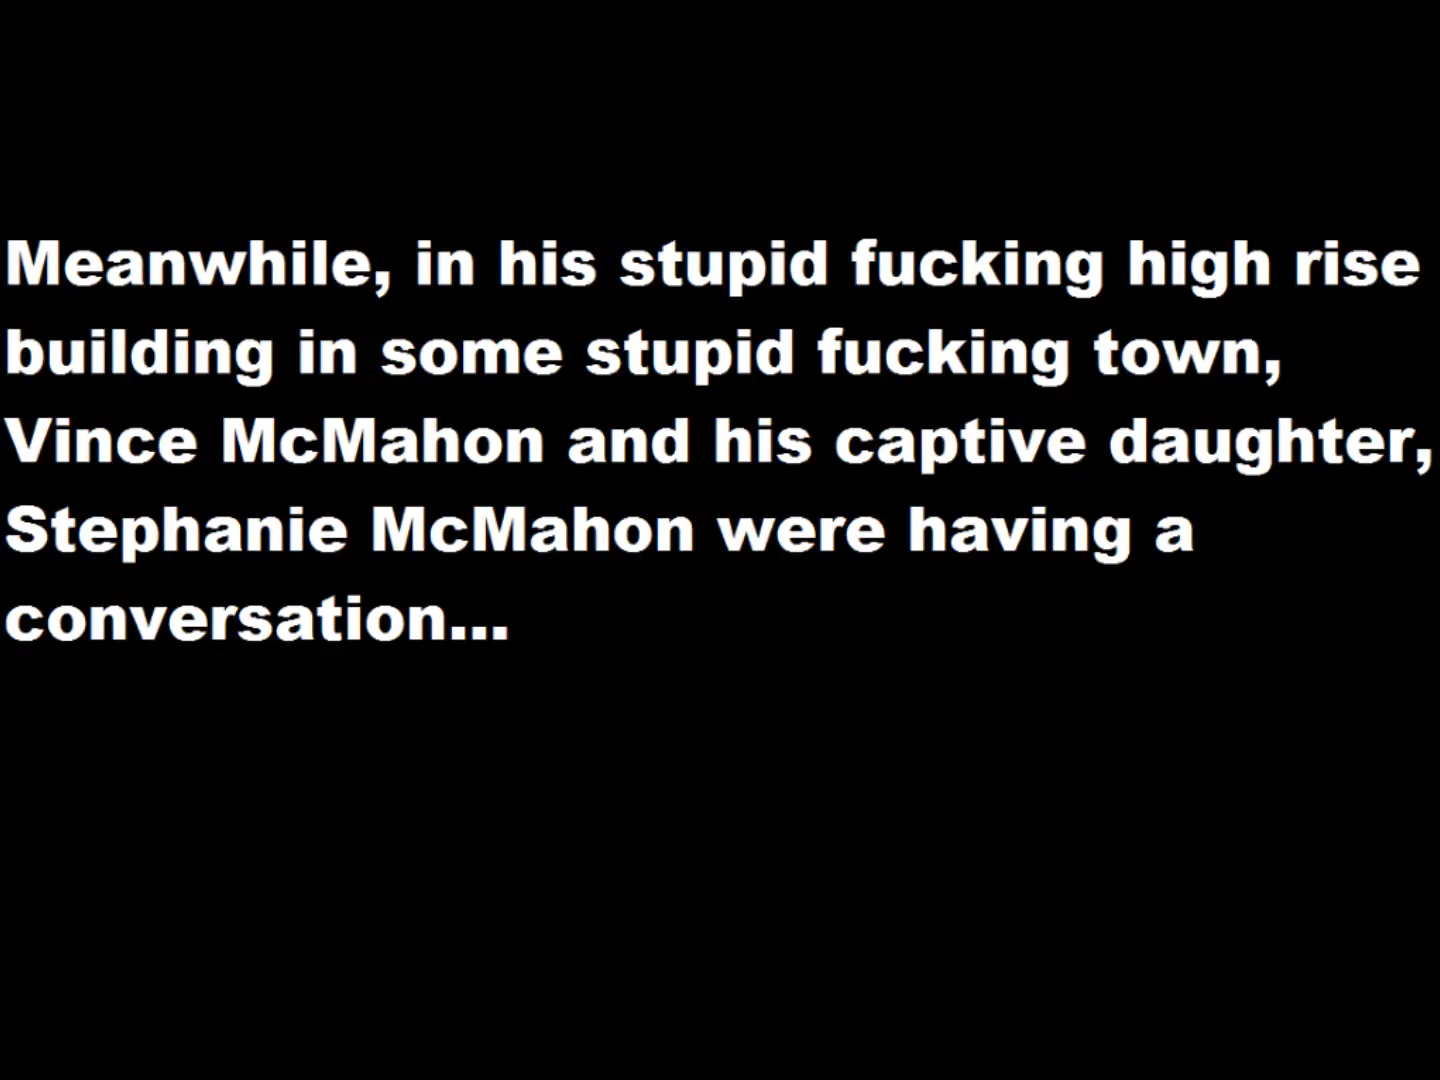 Meanwhile, in his stupid fucking high rise
building in some stupid fucking town,
Vince McMahon and his captive daughter,
Stephanie McMahon were having a
conversation...